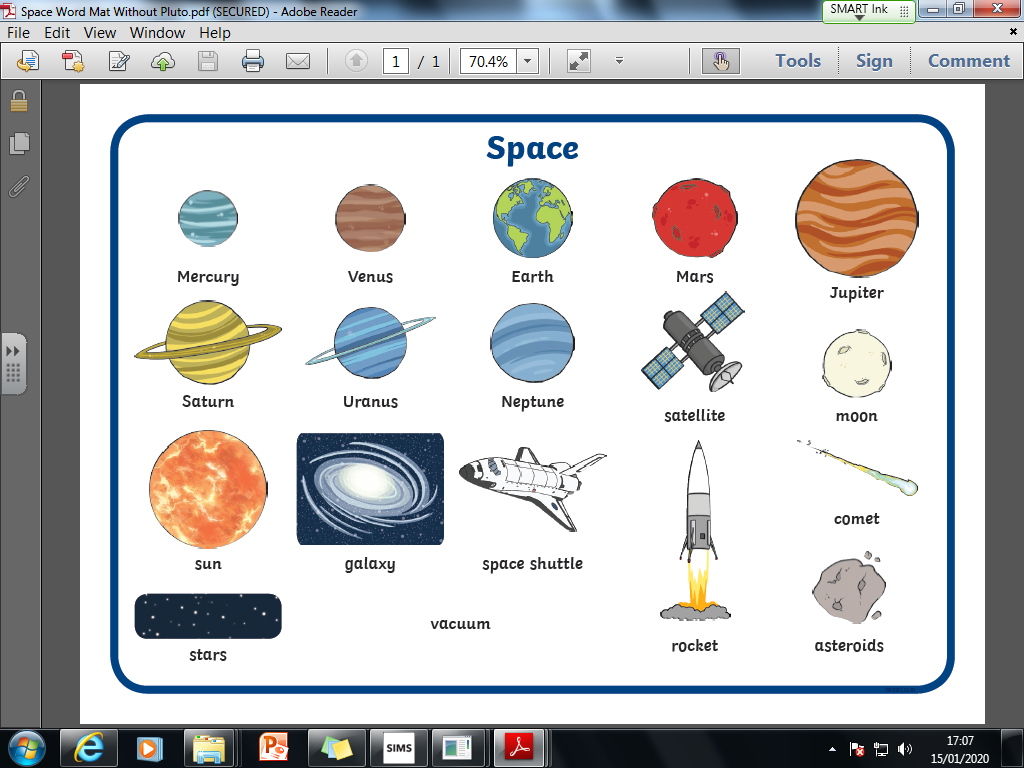 Space Word Mat Without Pluto.pdf (SECURED) - Adobe Reader
SMART Ink
File Edit View Window Help
1 / 1 70.4% Tools Sign Comment
Space
Mercury Venus Earth Mars Jupiter
Saturn Uranus Neptune satellite moon
comet
sun galaxy space shuttle
vacuum
stars rocket asteroids
SIMS
17:07
15/01/2020